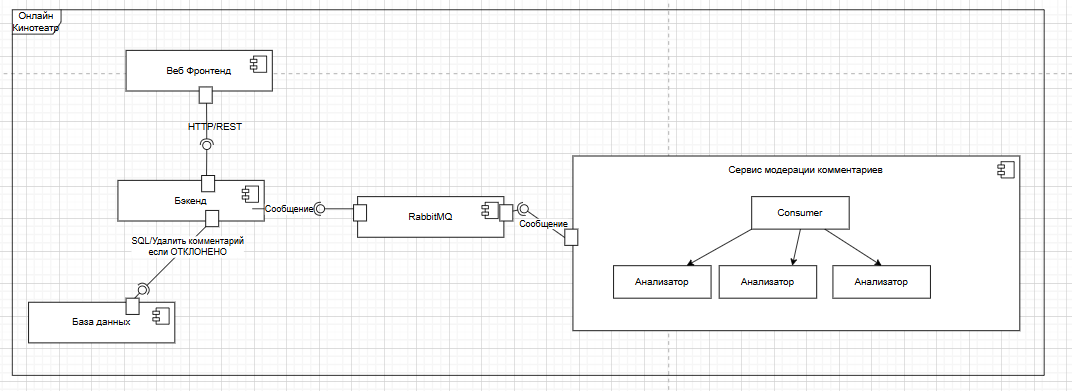 Онлайн
Кинотеатр
Веб Фронтенд
HTTP/REST
Бэкенд
Сообщение
RabbitMQ
Сообщение
SQL/Удалить комментарий
если ОТКЛОНЕНО
База данных
Сервис модерации комментариев
Consumer
Анализатор
Анализатор
Анализатор